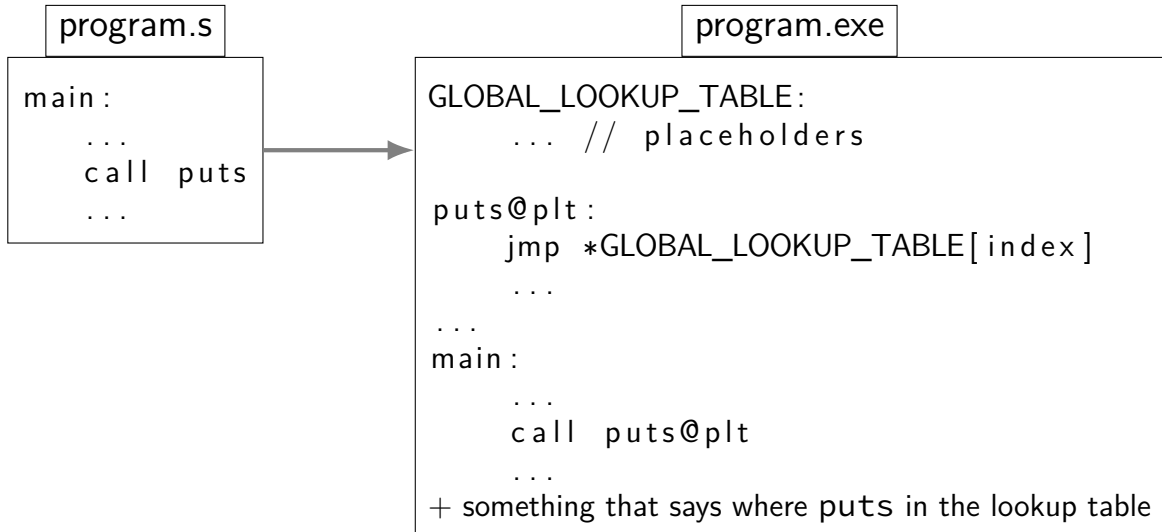 program.s
main:
...
call puts
...
program.exe
GLOBAL_LOOKUP_TABLE:
... // placeholders
puts@plt:
jmp *GLOBAL_LOOKUP_TABLE[index]
...
...
main:
...
call puts@plt
...
+ something that says where puts in the lookup table